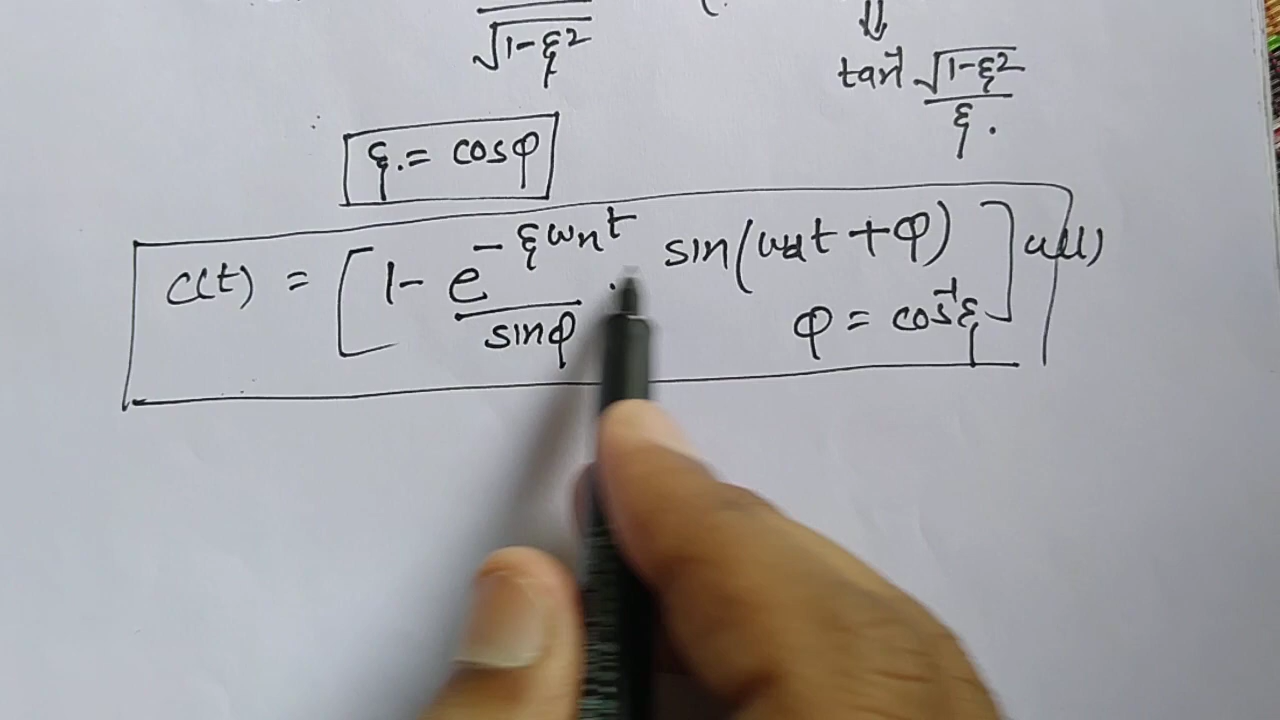 √1-ξ²
⇓
tan⁻¹ √1-ξ² / ξ.
ξ = cosφ
c(t) = [1 - e^(-ξωnt) / sinφ . sin(ωdt + φ)] u(t)
φ = cos⁻¹ξ